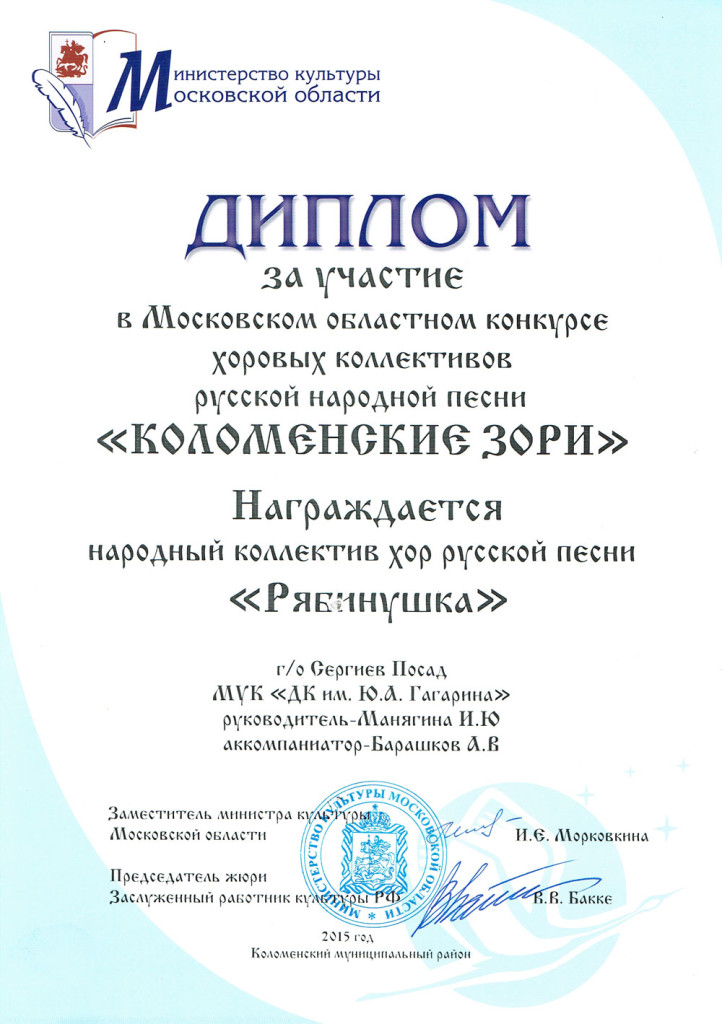 Министерство культуры
Московской области
ДИПЛОМ
за участие
в Московском областном конкурсе
хоровых коллективов
русской народной песни
«КОЛОМЕНСКИЕ ЗОРИ»
Награждается
народный коллектив хор русской песни
«Рябинушка»
г/о Сергиев Посад
МУК «ДК им. Ю.А. Гагарина»
руководитель-Манягина И.Ю
аккомпаниатор-Барашков А.В
Заместитель министра культуры
Московской области
И.Е. Морковкина
Председатель жюри
Заслуженный работник культуры РФ
В.В. Бакке
МИНИСТЕРСТВО КУЛЬТУРЫ МОСКОВСКОЙ ОБЛАСТИ
2015 год
Коломенский муниципальный район